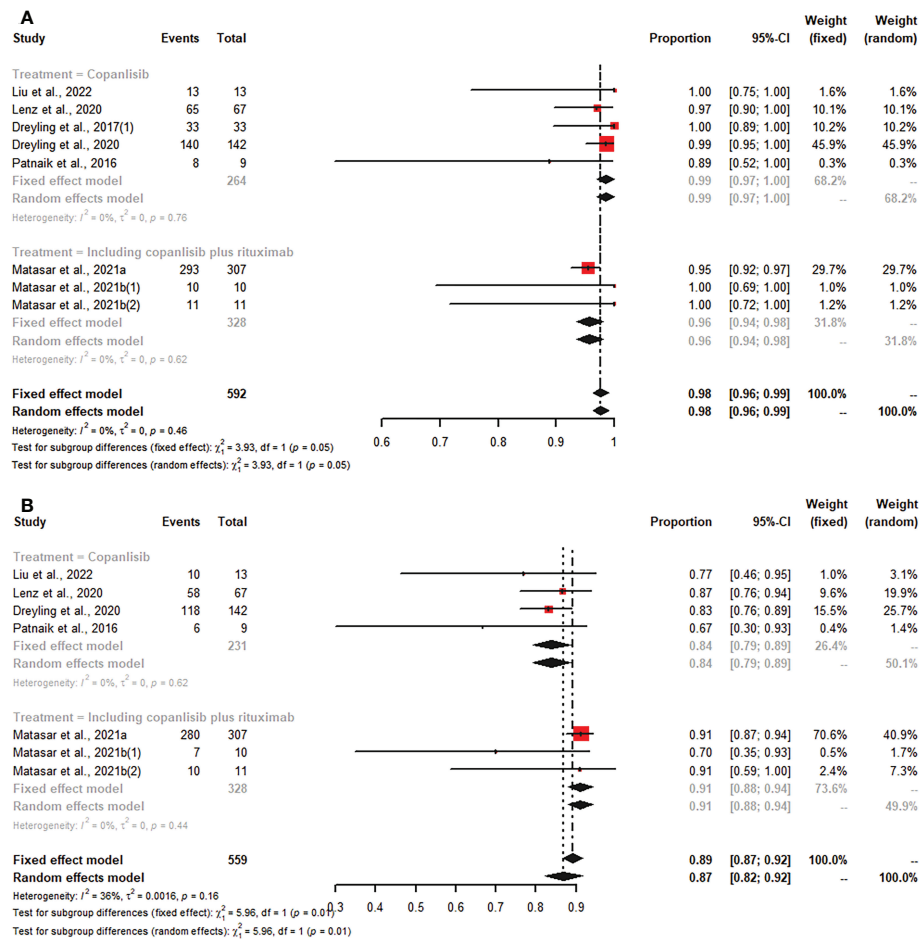 A
Weight Weight
Study Events Total Proportion 95%-CI (fixed) (random)
Treatment = Copanlisib
Liu et al., 2022 13 13 1.00 [0.75; 1.00] 1.6% 1.6%
Lenz et al., 2020 65 67 0.97 [0.90; 1.00] 10.1% 10.1%
Dreyling et al., 2017(1) 33 33 1.00 [0.89; 1.00] 10.2% 10.2%
Dreyling et al., 2020 140 142 0.99 [0.95; 1.00] 45.9% 45.9%
Patnaik et al., 2016 8 9 0.89 [0.52; 1.00] 0.3% 0.3%
Fixed effect model 264 0.99 [0.97; 1.00] 68.2% --
Random effects model 0.99 [0.97; 1.00] -- 68.2%
Heterogeneity: I² = 0%, τ² = 0, p = 0.76
Treatment = Including copanlisib plus rituximab
Matasar et al., 2021a 293 307 0.95 [0.92; 0.97] 29.7% 29.7%
Matasar et al., 2021b(1) 10 10 1.00 [0.69; 1.00] 1.0% 1.0%
Matasar et al., 2021b(2) 11 11 1.00 [0.72; 1.00] 1.2% 1.2%
Fixed effect model 328 0.96 [0.94; 0.98] 31.8% --
Random effects model 0.96 [0.94; 0.98] -- 31.8%
Heterogeneity: I² = 0%, τ² = 0, p = 0.62
Fixed effect model 592 0.98 [0.96; 0.99] 100.0% --
Random effects model 0.98 [0.96; 0.99] -- 100.0%
Heterogeneity: I² = 0%, τ² = 0, p = 0.46
0.6 0.7 0.8 0.9 1
Test for subgroup differences (fixed effect): χ²₁ = 3.93, df = 1 (p = 0.05)
Test for subgroup differences (random effects): χ²₁ = 3.93, df = 1 (p = 0.05)
B
Weight Weight
Study Events Total Proportion 95%-CI (fixed) (random)
Treatment = Copanlisib
Liu et al., 2022 10 13 0.77 [0.46; 0.95] 1.0% 3.1%
Lenz et al., 2020 58 67 0.87 [0.76; 0.94] 9.6% 19.9%
Dreyling et al., 2020 118 142 0.83 [0.76; 0.89] 15.5% 25.7%
Patnaik et al., 2016 6 9 0.67 [0.30; 0.93] 0.4% 1.4%
Fixed effect model 231 0.84 [0.79; 0.89] 26.4% --
Random effects model 0.84 [0.79; 0.89] -- 50.1%
Heterogeneity: I² = 0%, τ² = 0, p = 0.62
Treatment = Including copanlisib plus rituximab
Matasar et al., 2021a 280 307 0.91 [0.87; 0.94] 70.6% 40.9%
Matasar et al., 2021b(1) 7 10 0.70 [0.35; 0.93] 0.5% 1.7%
Matasar et al., 2021b(2) 10 11 0.91 [0.59; 1.00] 2.4% 7.3%
Fixed effect model 328 0.91 [0.88; 0.94] 73.6% --
Random effects model 0.91 [0.88; 0.94] -- 49.9%
Heterogeneity: I² = 0%, τ² = 0, p = 0.44
Fixed effect model 559 0.89 [0.87; 0.92] 100.0% --
Random effects model 0.87 [0.82; 0.92] -- 100.0%
Heterogeneity: I² = 36%, τ² = 0.0016, p = 0.16
0.3 0.4 0.5 0.6 0.7 0.8 0.9
Test for subgroup differences (fixed effect): χ²₁ = 5.96, df = 1 (p = 0.01)
Test for subgroup differences (random effects): χ²₁ = 5.96, df = 1 (p = 0.01)